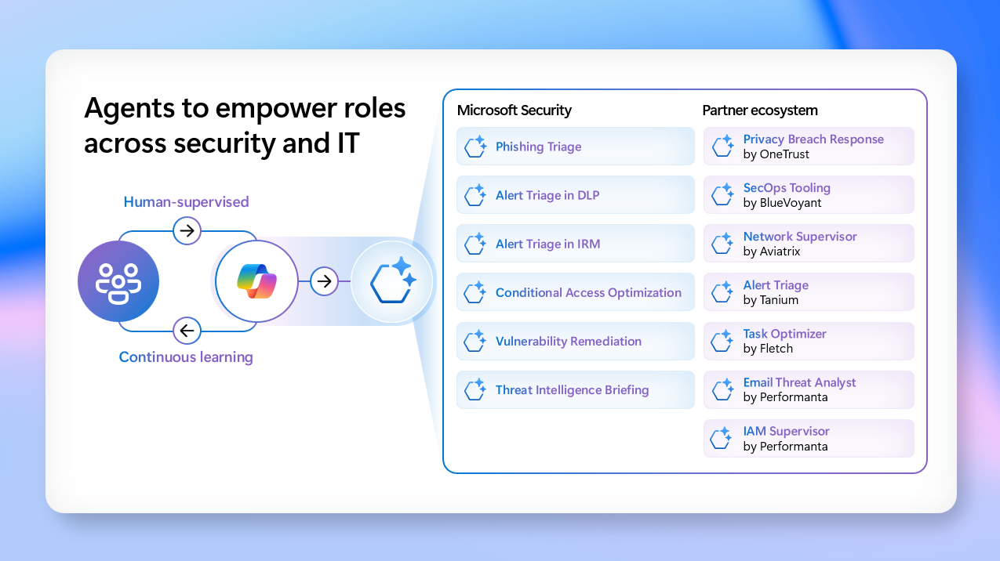 Agents to empower roles
across security and IT
Human-supervised
Continuous learning
Microsoft Security
Phishing Triage
Alert Triage in DLP
Alert Triage in IRM
Conditional Access Optimization
Vulnerability Remediation
Threat Intelligence Briefing
Partner ecosystem
Privacy Breach Response
by OneTrust
SecOps Tooling
by BlueVoyant
Network Supervisor
by Aviatrix
Alert Triage
by Tanium
Task Optimizer
by Fletch
Email Threat Analyst
by Performanta
IAM Supervisor
by Performanta